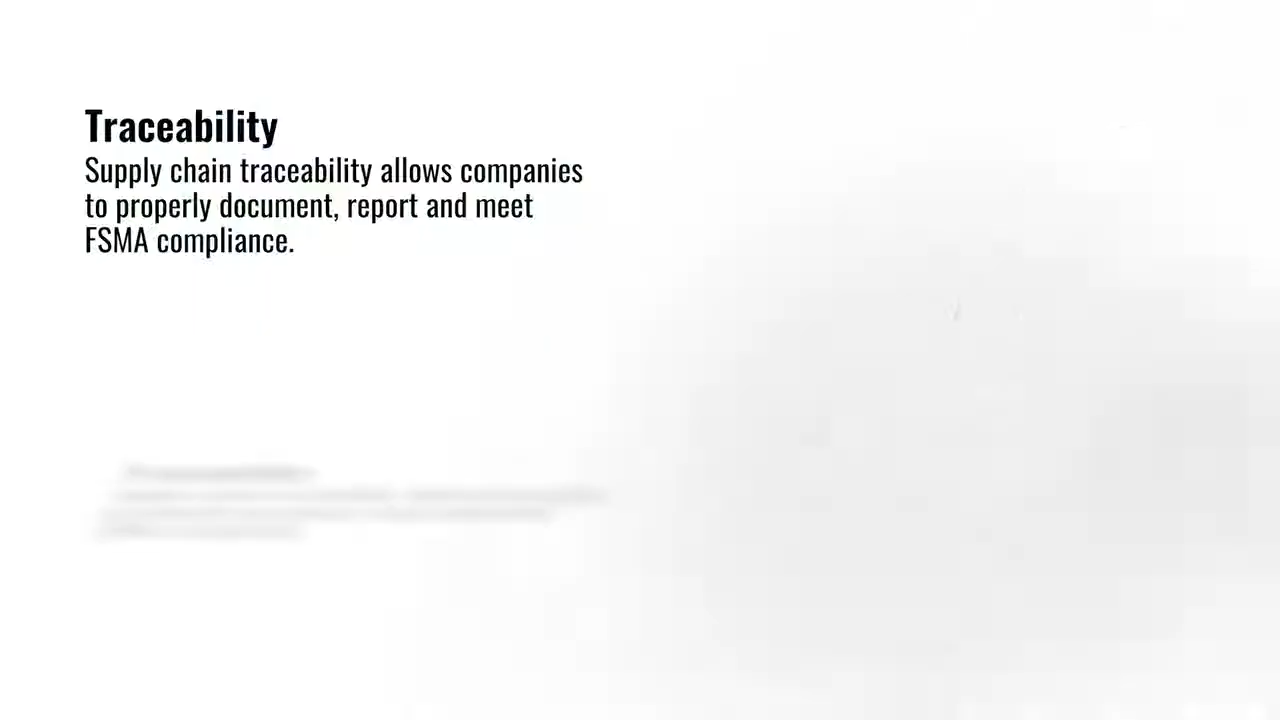 Traceability
Supply chain traceability allows companies
to properly document, report and meet
FSMA compliance.